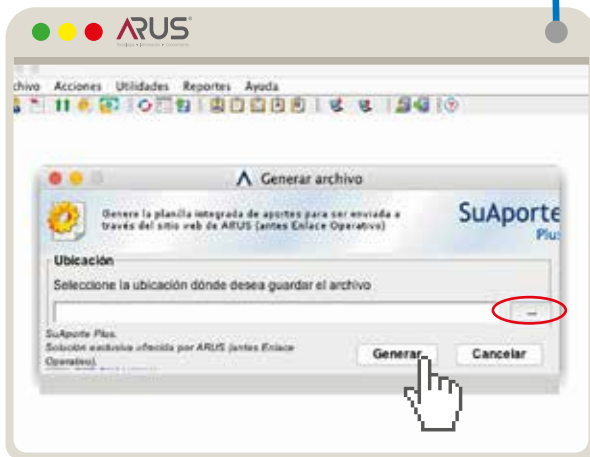 ARUS
chivo Acciones Utilidades Reportes Ayuda
Generar archivo
Genere la planilla integrada de aportes para ser enviada a
través del sitio web de ARUS (antes Enlace Operativo)
SuAporte
Plus
Ubicación
Seleccione la ubicación dónde desea guardar el archivo
...
SuAporte Plus.
Solución exclusiva ofrecida por ARUS (antes Enlace
Operativo).
Generar
Cancelar